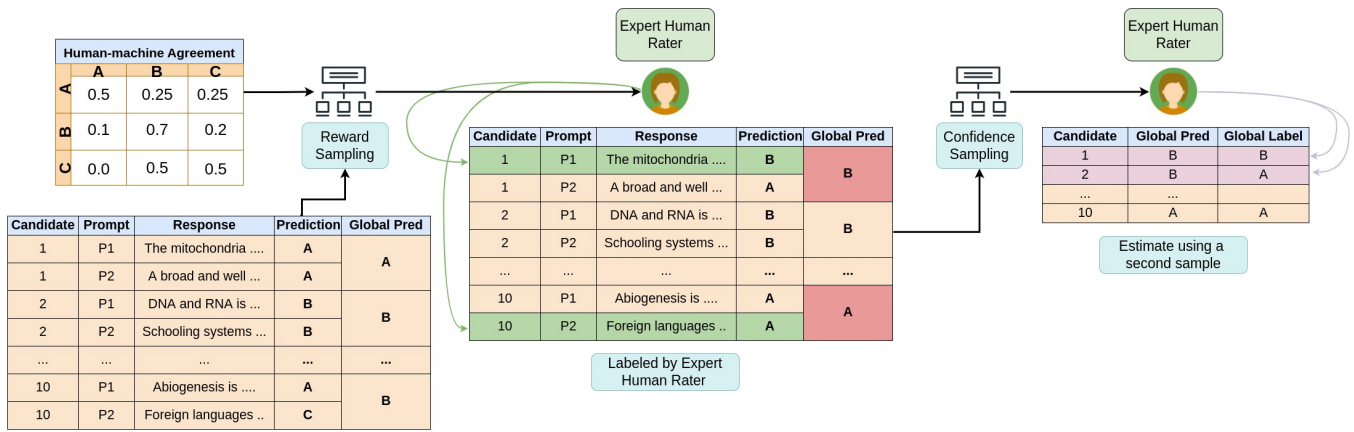 Expert Human
Rater
Expert Human
Rater
Human-machine Agreement
A B C
A 0.5 0.25 0.25
B 0.1 0.7 0.2
C 0.0 0.5 0.5
Reward
Sampling
Confidence
Sampling
Candidate Prompt Response Prediction Global Pred
1 P1 The mitochondria .... A A
1 P2 A broad and well ... A
2 P1 DNA and RNA is ... B B
2 P2 Schooling systems ... B
... ... ... ... ...
10 P1 Abiogenesis is .... A B
10 P2 Foreign languages .. C
Candidate Prompt Response Prediction Global Pred
1 P1 The mitochondria .... B B
1 P2 A broad and well ... A
2 P1 DNA and RNA is ... B B
2 P2 Schooling systems ... B
... ... ... ... ...
10 P1 Abiogenesis is .... A A
10 P2 Foreign languages .. A
Labeled by Expert
Human Rater
Candidate Global Pred Global Label
1 B B
2 B A
... ...
10 A A
Estimate using a
second sample